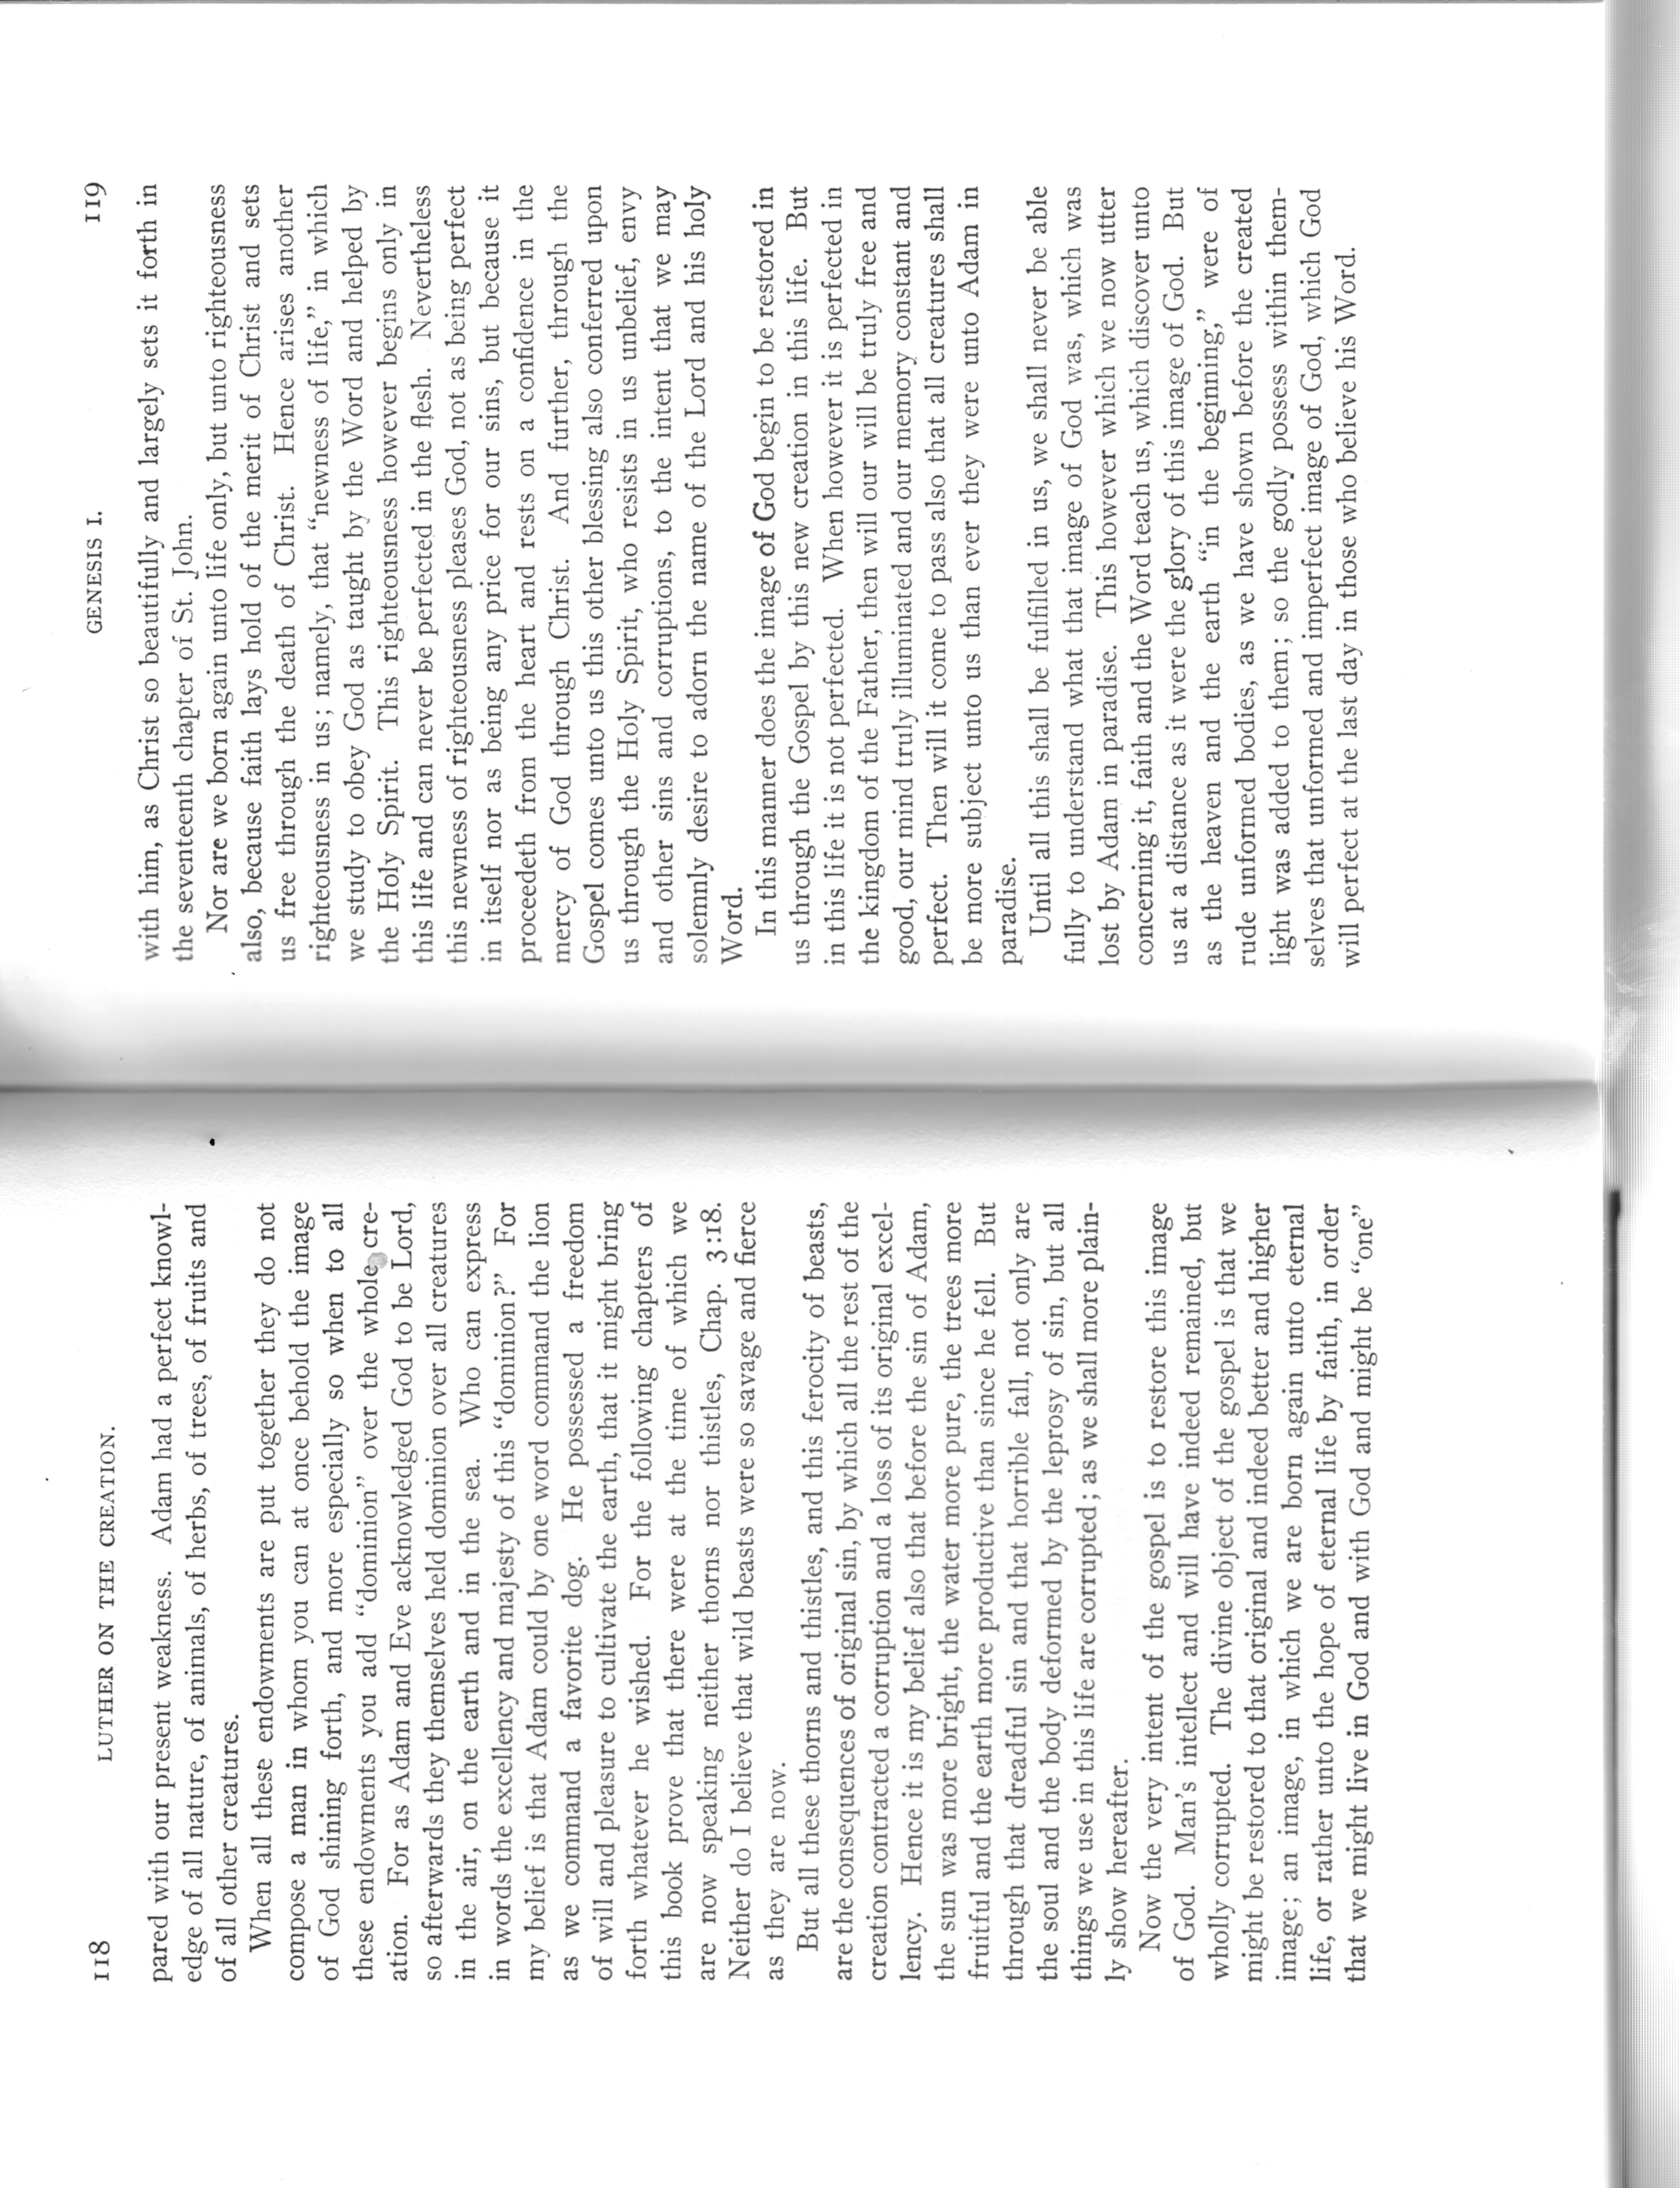 118 LUTHER ON THE CREATION.
pared with our present weakness. Adam had a perfect knowl-
edge of all nature, of animals, of herbs, of trees, of fruits and
of all other creatures.
When all these endowments are put together they do not
compose a man in whom you can at once behold the image
of God shining forth, and more especially so when to all
these endowments you add “dominion” over the whole cre-
ation. For as Adam and Eve acknowledged God to be Lord,
so afterwards they themselves held dominion over all creatures
in the air, on the earth and in the sea. Who can express
in words the excellency and majesty of this “dominion?” For
my belief is that Adam could by one word command the lion
as we command a favorite dog. He possessed a freedom
of will and pleasure to cultivate the earth, that it might bring
forth whatever he wished. For the following chapters of
this book prove that there were at the time of which we
are now speaking neither thorns nor thistles, Chap. 3:18.
Neither do I believe that wild beasts were so savage and fierce
as they are now.
But all these thorns and thistles, and this ferocity of beasts,
are the consequences of original sin, by which all the rest of the
creation contracted a corruption and a loss of its original excel-
lency. Hence it is my belief also that before the sin of Adam,
the sun was more bright, the water more pure, the trees more
fruitful and the earth more productive than since he fell. But
through that dreadful sin and that horrible fall, not only are
the soul and the body deformed by the leprosy of sin, but all
things we use in this life are corrupted; as we shall more plain-
ly show hereafter.
Now the very intent of the gospel is to restore this image
of God. Man’s intellect and will have indeed remained, but
wholly corrupted. The divine object of the gospel is that we
might be restored to that original and indeed better and higher
image; an image, in which we are born again unto eternal
life, or rather unto the hope of eternal life by faith, in order
that we might live in God and with God and might be “one”
GENESIS I. 119
with him, as Christ so beautifully and largely sets it forth in
the seventeenth chapter of St. John.
Nor are we born again unto life only, but unto righteousness
also, because faith lays hold of the merit of Christ and sets
us free through the death of Christ. Hence arises another
righteousness in us; namely, that “newness of life,” in which
we study to obey God as taught by the Word and helped by
the Holy Spirit. This righteousness however begins only in
this life and can never be perfected in the flesh. Nevertheless
this newness of righteousness pleases God, not as being perfect
in itself nor as being any price for our sins, but because it
proceedeth from the heart and rests on a confidence in the
mercy of God through Christ. And further, through the
Gospel comes unto us this other blessing also conferred upon
us through the Holy Spirit, who resists in us unbelief, envy
and other sins and corruptions, to the intent that we may
solemnly desire to adorn the name of the Lord and his holy
Word.
In this manner does the image of God begin to be restored in
us through the Gospel by this new creation in this life. But
in this life it is not perfected. When however it is perfected in
the kingdom of the Father, then will our will be truly free and
good, our mind truly illuminated and our memory constant and
perfect. Then will it come to pass also that all creatures shall
be more subject unto us than ever they were unto Adam in
paradise.
Until all this shall be fulfilled in us, we shall never be able
fully to understand what that image of God was, which was
lost by Adam in paradise. This however which we now utter
concerning it, faith and the Word teach us, which discover unto
us at a distance as it were the glory of this image of God. But
as the heaven and the earth “in the beginning,” were of
rude unformed bodies, as we have shown before the created
light was added to them; so the godly possess within them-
selves that unformed and imperfect image of God, which God
will perfect at the last day in those who believe his Word.